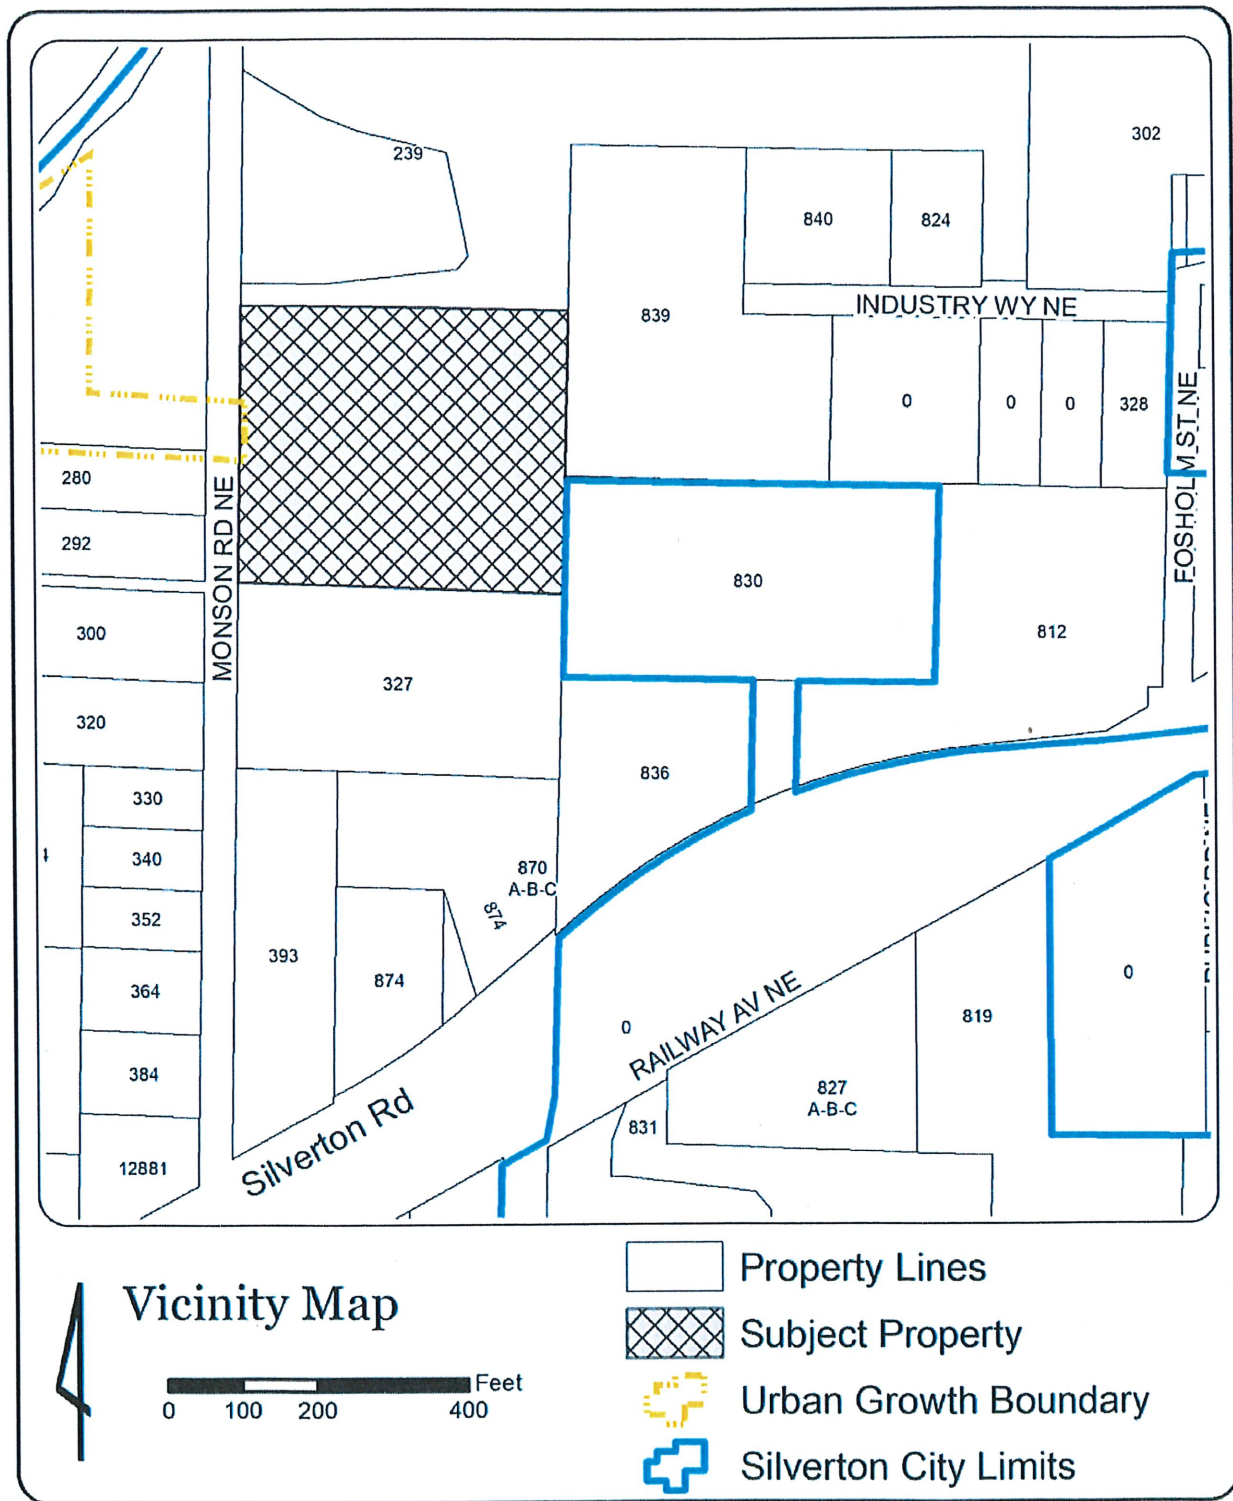 239
302
840
824
839
INDUSTRY WY NE
0
0
0
328
FOSHOLM ST NE
280
292
MONSON RD NE
830
300
812
327
320
836
330
340
870
A-B-C
352
874
393
874
364
0
RAILWAY AV NE
819
0
384
827
A-B-C
831
Silverton Rd
12881
Vicinity Map
Feet
0 100 200 400
Property Lines
Subject Property
Urban Growth Boundary
Silverton City Limits